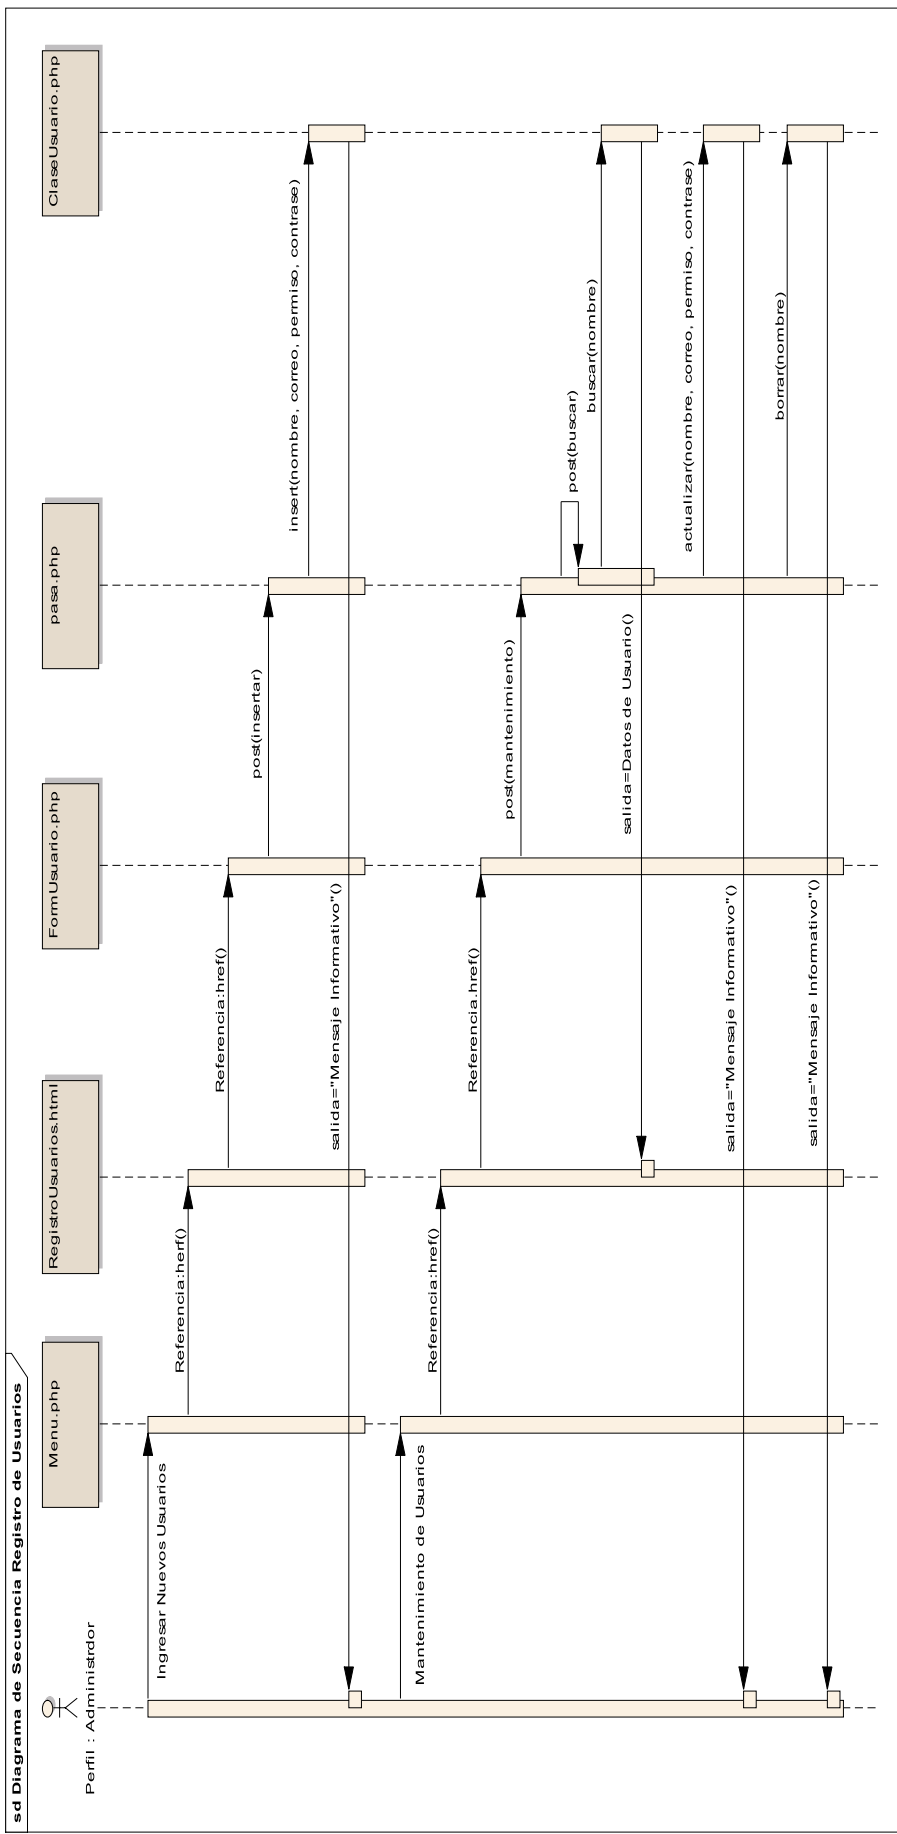 sd Diagrama de Secuencia Registro de Usuarios
Perfil : Administrdor
Menu.php
RegistroUsuarios.html
FormUsuario.php
pasa.php
ClaseUsuario.php
Ingresar Nuevos Usuarios
Referencia:herf()
Referencia:href()
post(insertar)
insert(nombre, correo, permiso, contrase)
salida="Mensaje Informativo"()
Mantenimiento de Usuarios
Referencia:href()
Referencia.href()
post(mantenimiento)
post(buscar)
buscar(nombre)
salida=Datos de Usuario()
actualizar(nombre, correo, permiso, contrase)
salida="Mensaje Informativo"()
borrar(nombre)
salida="Mensaje Informativo"()